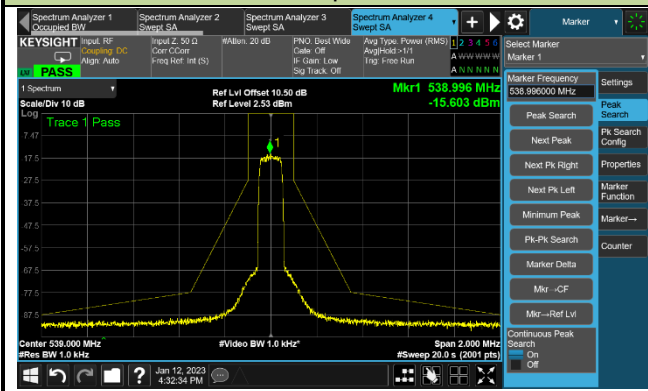 Spectrum Analyzer 1
Occupied BW
Spectrum Analyzer 2
Swept SA
Spectrum Analyzer 3
Swept SA
Spectrum Analyzer 4
Swept SA
Marker
KEYSIGHT
Input: RF
Coupling: DC
Align: Auto
Input Z: 50 Ω
Corr CCorr
Freq Ref: Int (S)
#Atten: 20 dB
PNO: Best Wide
Gate: Off
IF Gain: Low
Sig Track: Off
Avg Type: Power (RMS)
Avg|Hold:>1/1
Trig: Free Run
1 2 3 4 5 6
A W W W W W
A N N N N N
PASS
Select Marker
Marker 1
1 Spectrum
Scale/Div 10 dB
Ref Lvl Offset 10.50 dB
Ref Level 2.53 dBm
Mkr1 538.996 MHz
-15.603 dBm
Log
Trace 1 Pass
1
-7.47
-17.5
-27.5
-37.5
-47.5
-57.5
-67.5
-77.5
-87.5
Center 539.000 MHz
#Res BW 1.0 kHz
#Video BW 1.0 kHz*
Span 2.000 MHz
#Sweep 20.0 s (2001 pts)
Marker Frequency
538.996000 MHz
Peak Search
Next Peak
Next Pk Right
Next Pk Left
Minimum Peak
Pk-Pk Search
Marker Delta
Mkr→CF
Mkr→Ref Lvl
Continuous Peak
Search
On
Off
Settings
Peak
Search
Pk Search
Config
Properties
Marker
Function
Marker→
Counter
Jan 12, 2023
4:32:34 PM